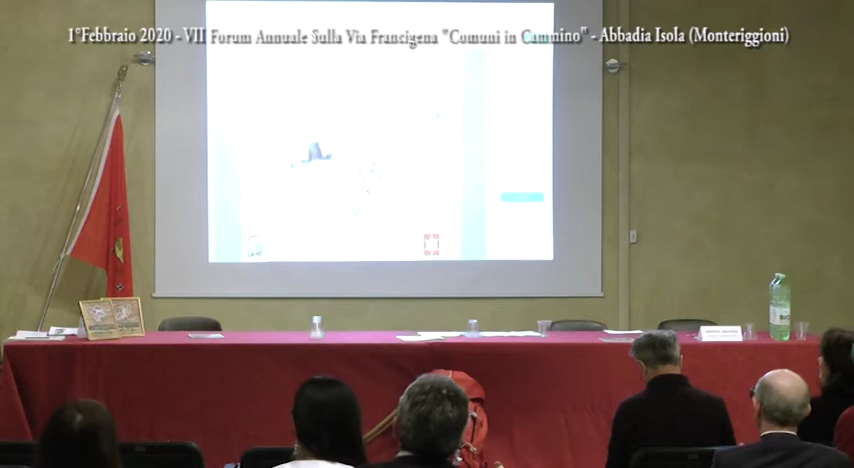 1°Febbraio 2020 - VII Forum Annuale Sulla Via Francigena "Comuni in Cammino" - Abbadia Isola (Monteriggioni)